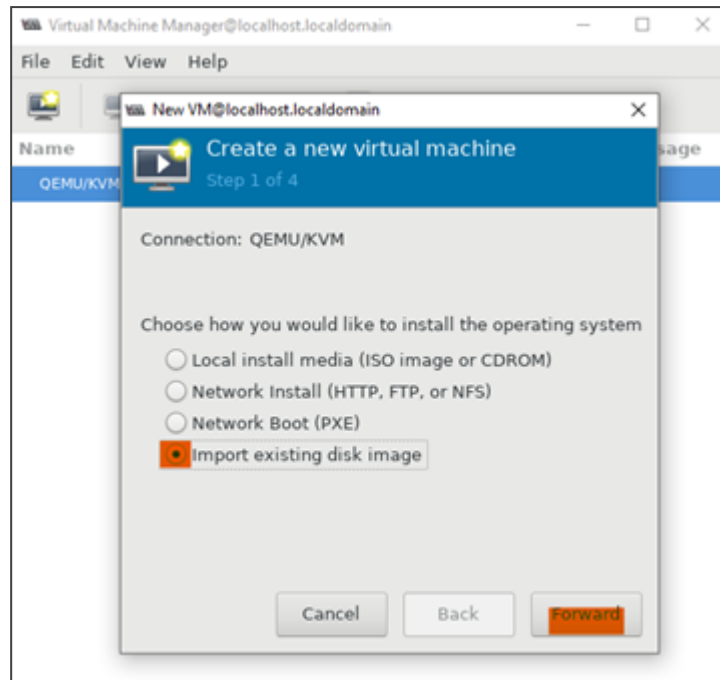 Virtual Machine Manager@localhost.localdomain
File Edit View Help
New VM@localhost.localdomain
Name
sage
Create a new virtual machine
Step 1 of 4
QEMU/KVM
Connection: QEMU/KVM
Choose how you would like to install the operating system
Local install media (ISO image or CDROM)
Network Install (HTTP, FTP, or NFS)
Network Boot (PXE)
Import existing disk image
Cancel Back Forward